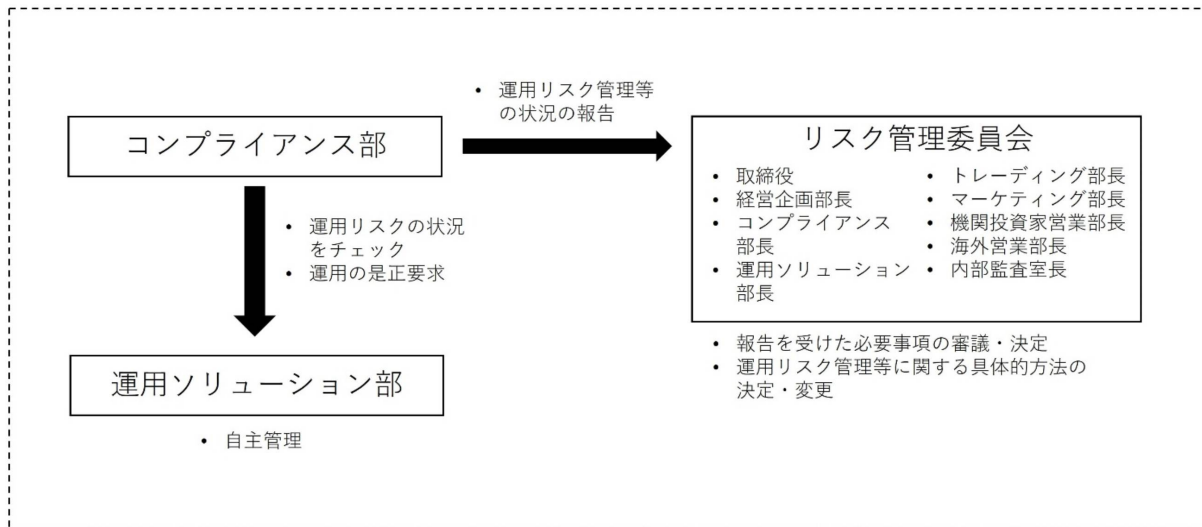 コンプライアンス部
• 運用リスク管理等
の状況の報告
• 運用リスクの状況
をチェック
• 運用の是正要求
運用ソリューション部
• 自主管理
リスク管理委員会
• 取締役
• 経営企画部長
• コンプライアンス
部長
• 運用ソリューション
部長
• トレーディング部長
• マーケティング部長
• 機関投資家営業部長
• 海外営業部長
• 内部監査室長
• 報告を受けた必要事項の審議・決定
• 運用リスク管理等に関する具体的方法の
決定・変更